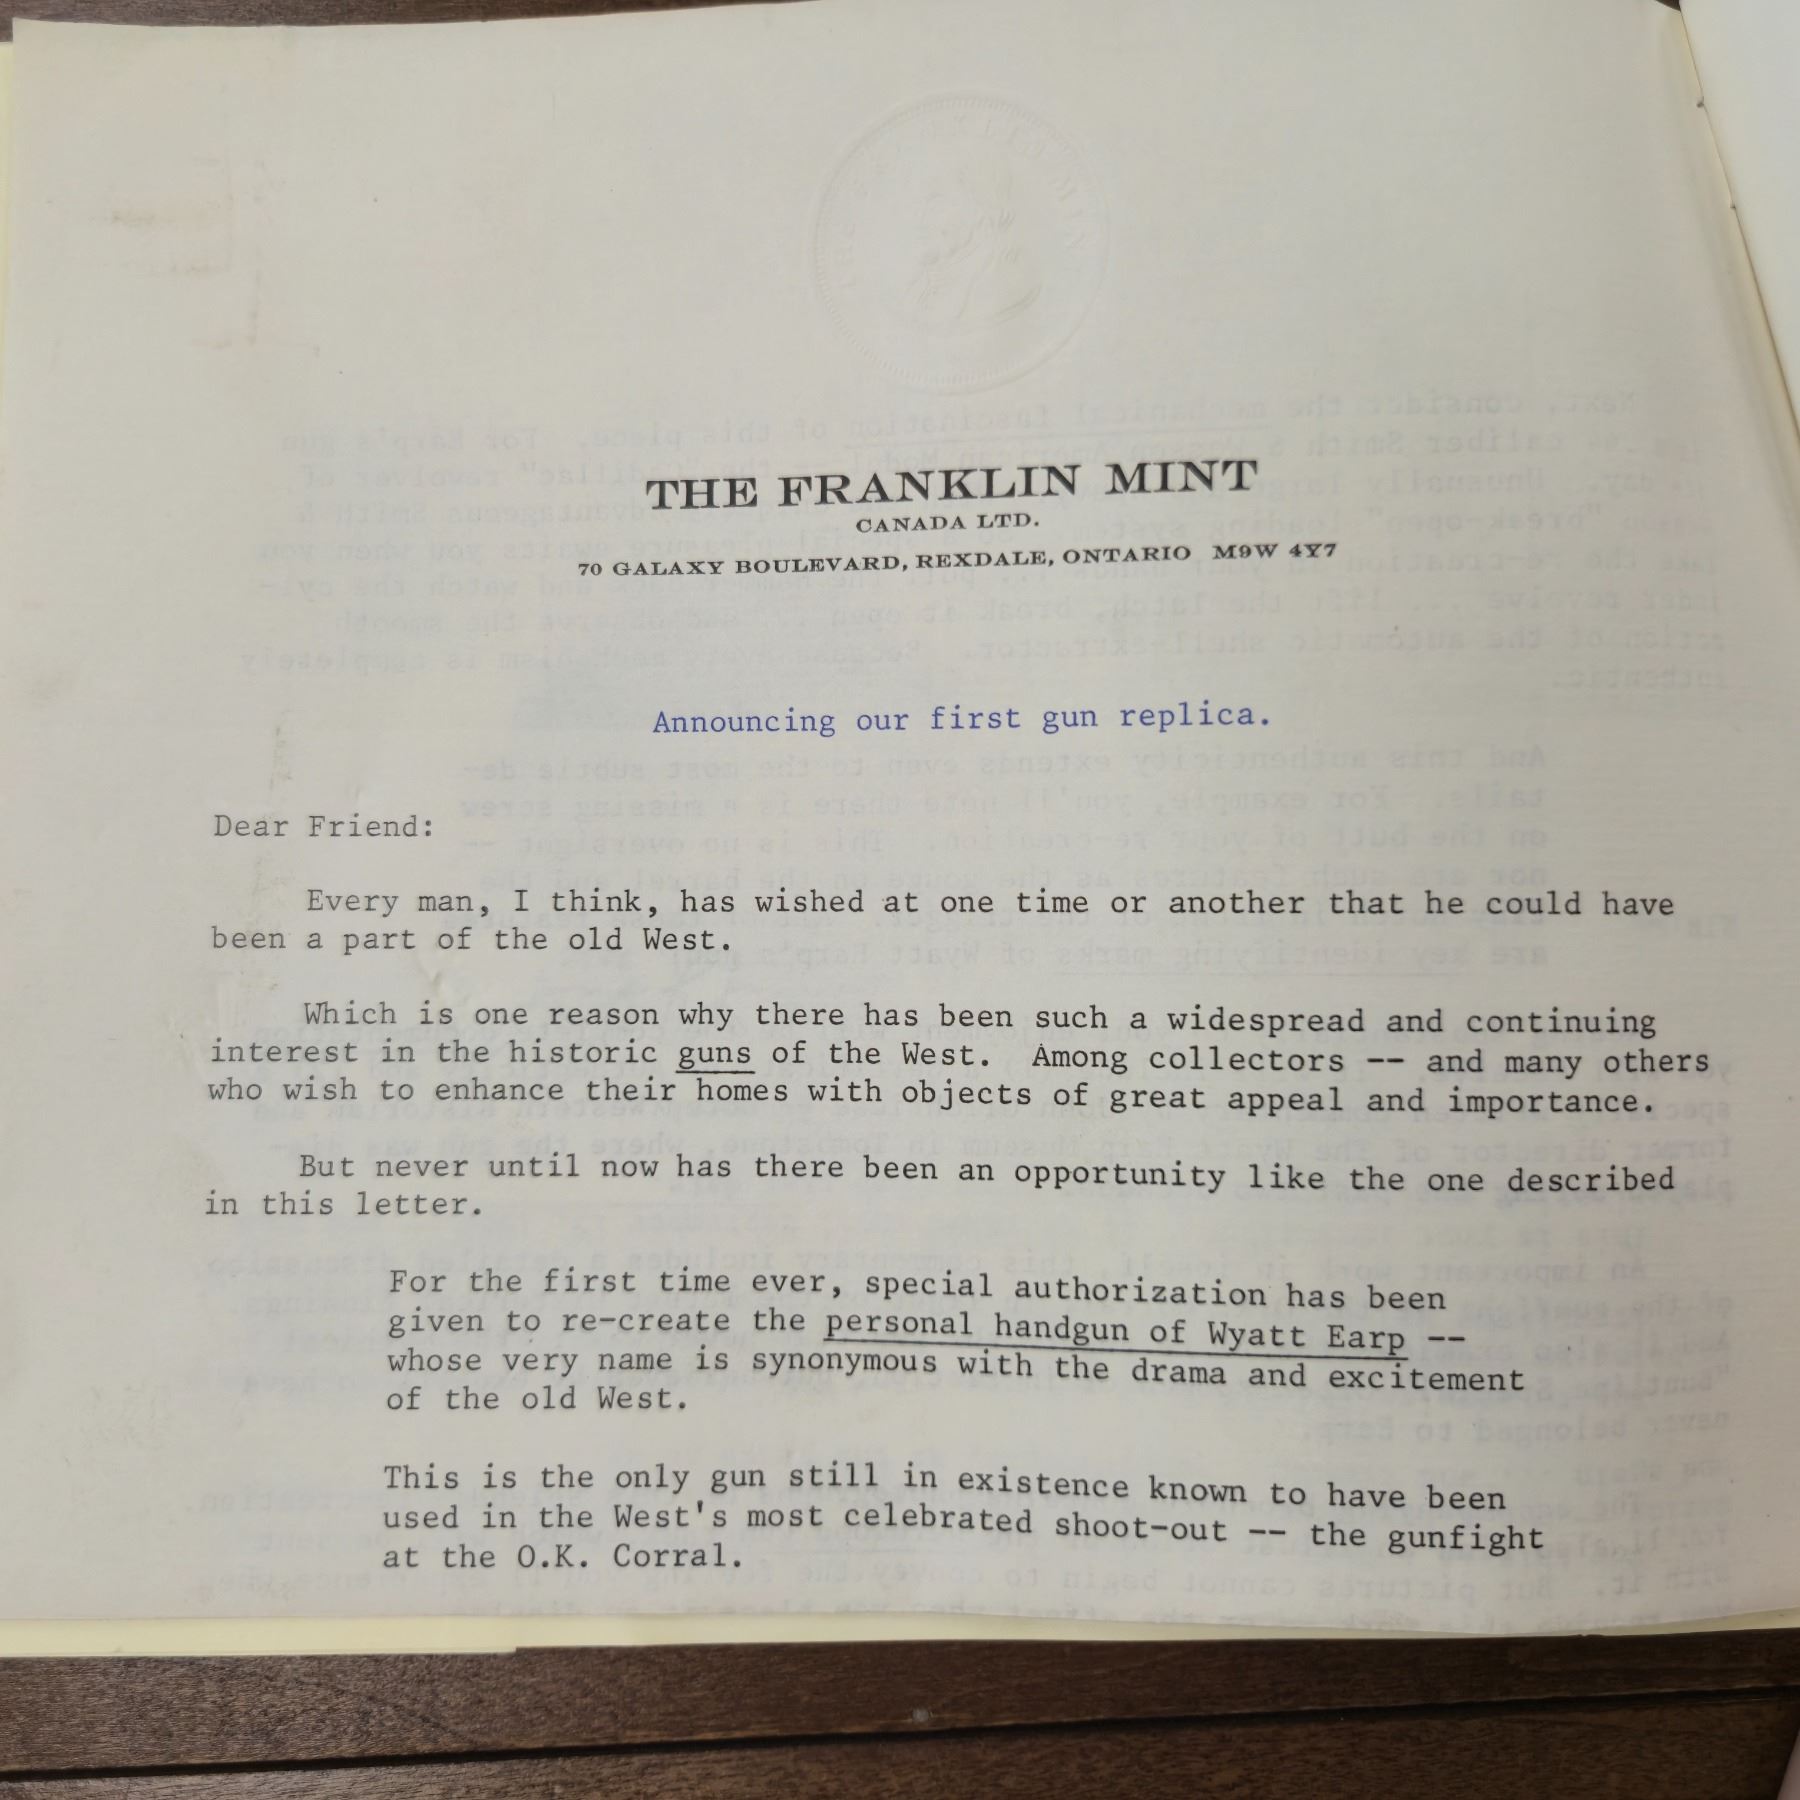 THE FRANKLIN MINT
CANADA LTD.
70 GALAXY BOULEVARD, REXDALE, ONTARIO M9W 4Y7
Announcing our first gun replica.
Dear Friend:
Every man, I think, has wished at one time or another that he could have
been a part of the old West.
Which is one reason why there has been such a widespread and continuing
interest in the historic guns of the West. Among collectors -- and many others
who wish to enhance their homes with objects of great appeal and importance.
But never until now has there been an opportunity like the one described
in this letter.
For the first time ever, special authorization has been
given to re-create the personal handgun of Wyatt Earp --
whose very name is synonymous with the drama and excitement
of the old West.
This is the only gun still in existence known to have been
used in the West's most celebrated shoot-out -- the gunfight
at the O.K. Corral.